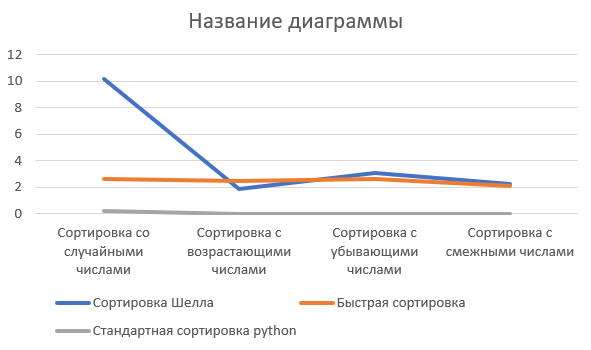 Название диаграммы
12
10
8
6
4
2
0
Сортировка со случайными числами
Сортировка с возрастающими числами
Сортировка с убывающими числами
Сортировка с смежными числами
Сортировка Шелла
Быстрая сортировка
Стандартная сортировка python